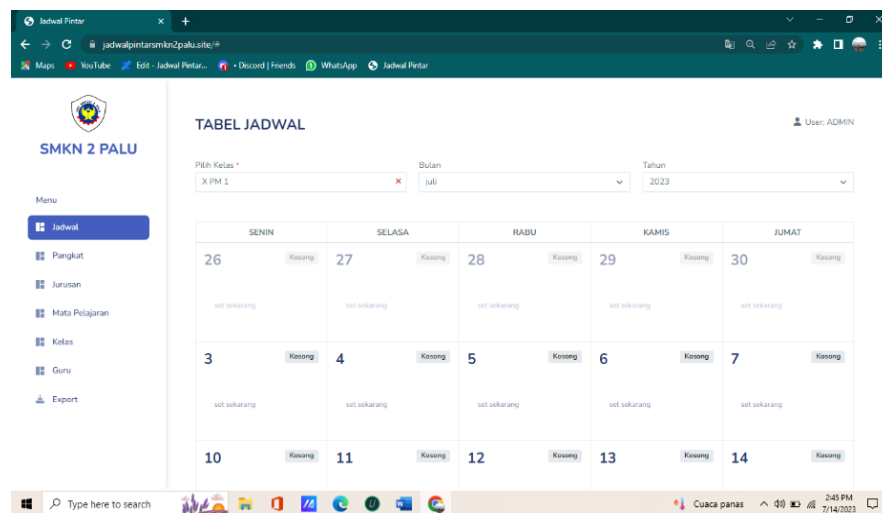 Jadwal Pintar
jadwalpintarsmkn2palu.site/#
Maps YouTube Edit - Jadwal Pintar... • Discord | Friends WhatsApp Jadwal Pintar
SMKN 2 PALU
Menu
Jadwal
Pangkat
Jurusan
Mata Pelajaran
Kelas
Guru
Export
TABEL JADWAL
User: ADMIN
Pilih Kelas * Bulan Tahun
X PM 1 juli 2023
SENIN SELASA RABU KAMIS JUMAT
26 Kosong 27 Kosong 28 Kosong 29 Kosong 30 Kosong
set sekarang set sekarang set sekarang set sekarang set sekarang
3 Kosong 4 Kosong 5 Kosong 6 Kosong 7 Kosong
set sekarang set sekarang set sekarang set sekarang set sekarang
10 Kosong 11 Kosong 12 Kosong 13 Kosong 14 Kosong
Type here to search
Cuaca panas
2:45 PM
7/14/2023